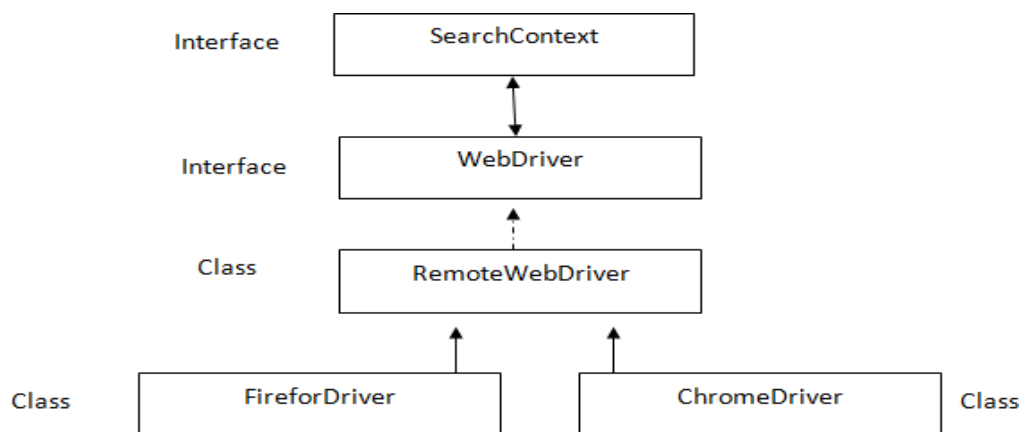 Interface
SearchContext
Interface
WebDriver
Class
RemoteWebDriver
Class
FireforDriver
ChromeDriver
Class